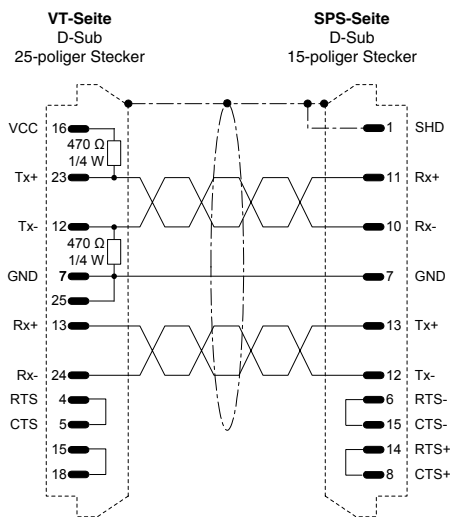 VT-Seite SPS-Seite
D-Sub D-Sub
25-poliger Stecker 15-poliger Stecker
VCC 16 1 SHD
470 Ω
1/4 W
Tx+ 23 11 Rx+
Tx- 12 10 Rx-
470 Ω
1/4 W
GND 7 7 GND
25
Rx+ 13 13 Tx+
Rx- 24 12 Tx-
RTS 4 6 RTS-
CTS 5 15 CTS-
15 14 RTS+
18 8 CTS+